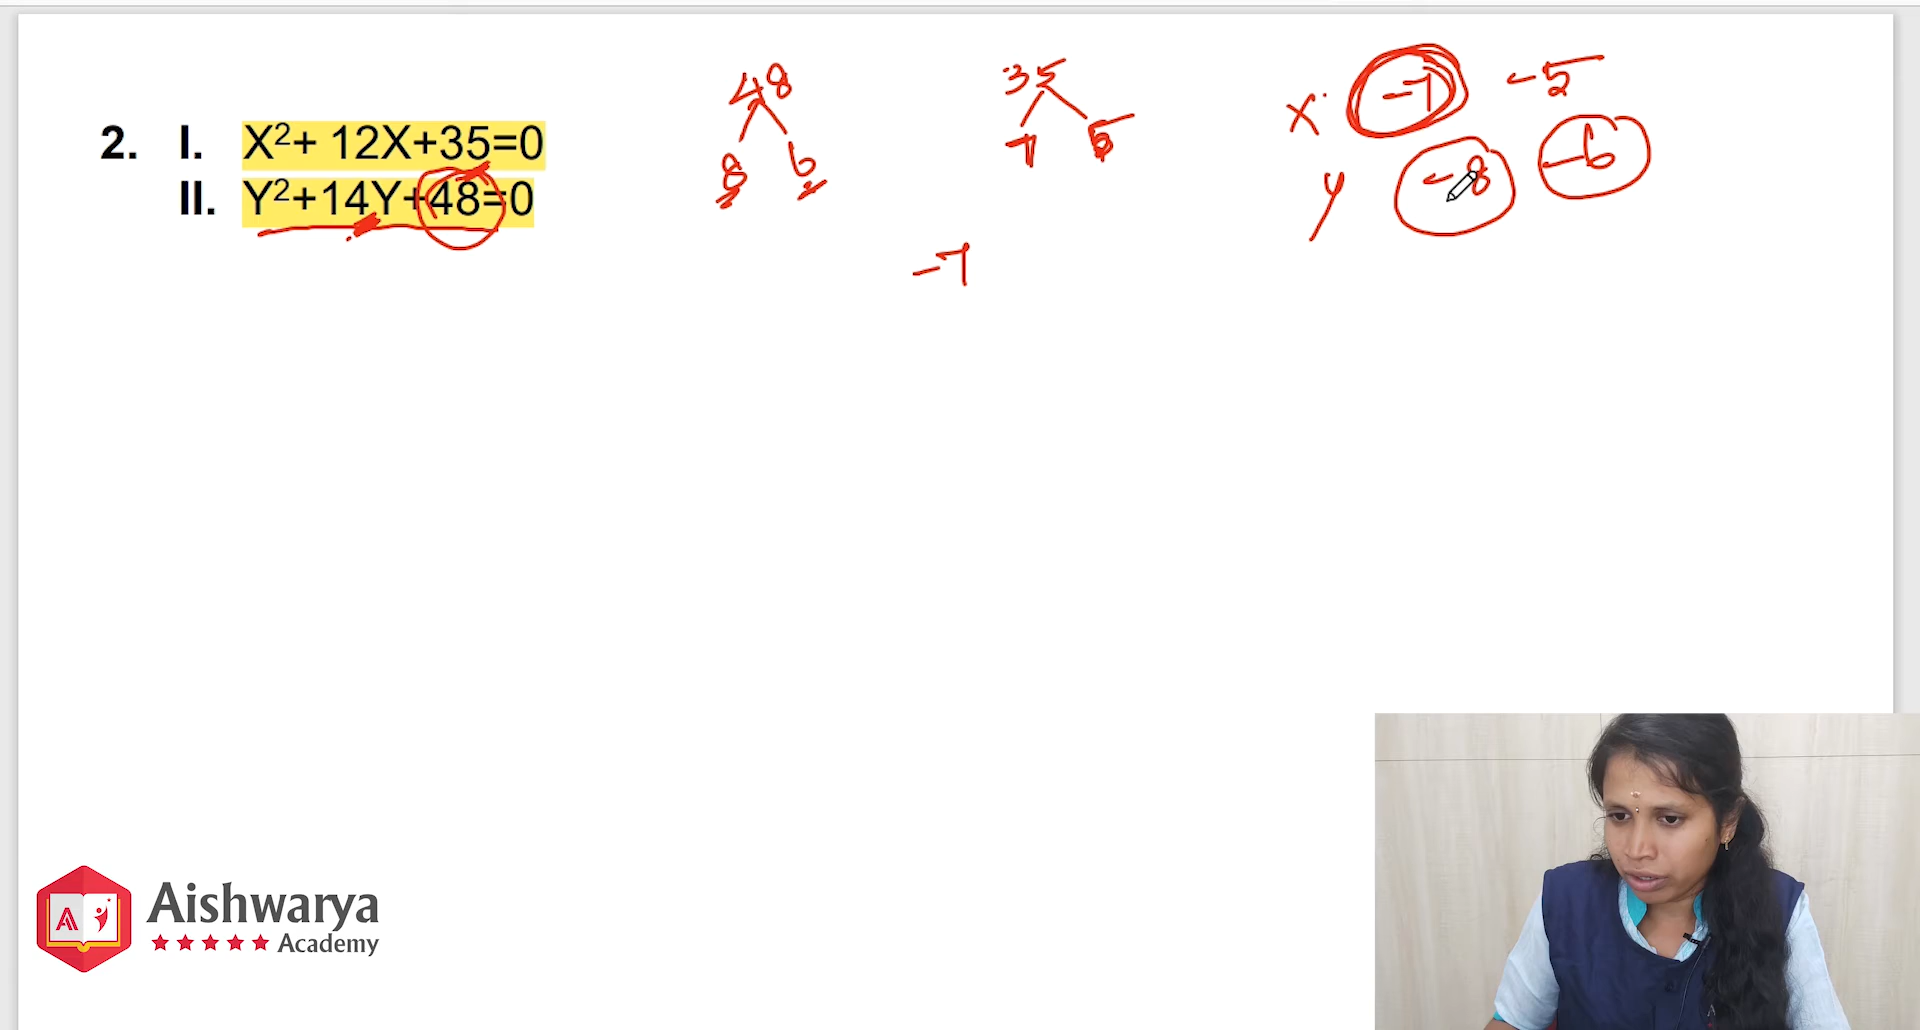 2. I. X²+ 12X+35=0
II. Y²+14Y+48=0
48
8 6
35
7 5
X -7 -5
y -8 -6
-7
Aishwarya
Academy